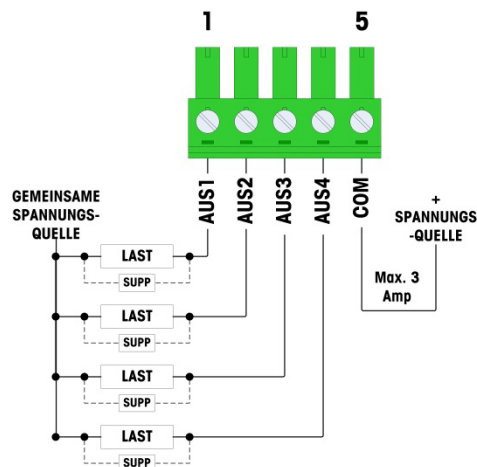 1 5
AUS1
AUS2
AUS3
AUS4
COM
GEMEINSAME
SPANNUNGS-
QUELLE
+
SPANNUNGS
-QUELLE
Max. 3
Amp
LAST
SUPP
LAST
SUPP
LAST
SUPP
LAST
SUPP